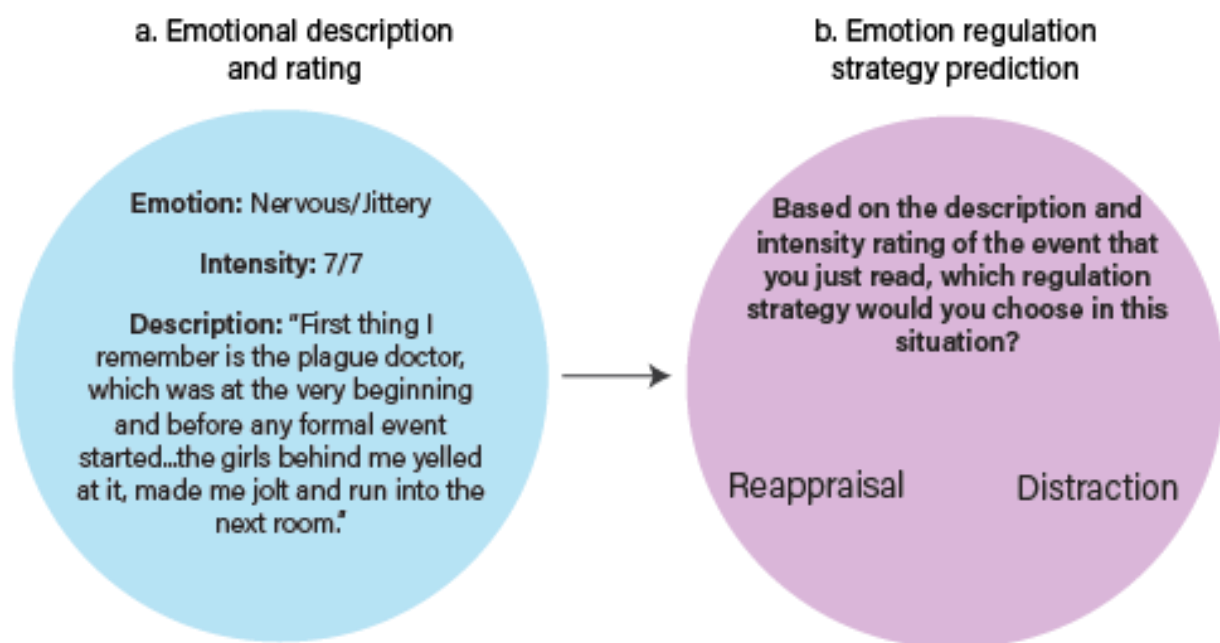 a. Emotional description
and rating
Emotion: Nervous/Jittery
Intensity: 7/7
Description: "First thing I
remember is the plague doctor,
which was at the very beginning
and before any formal event
started...the girls behind me yelled
at it, made me jolt and run into the
next room."
b. Emotion regulation
strategy prediction
Based on the description and
intensity rating of the event that
you just read, which regulation
strategy would you choose in this
situation?
Reappraisal
Distraction